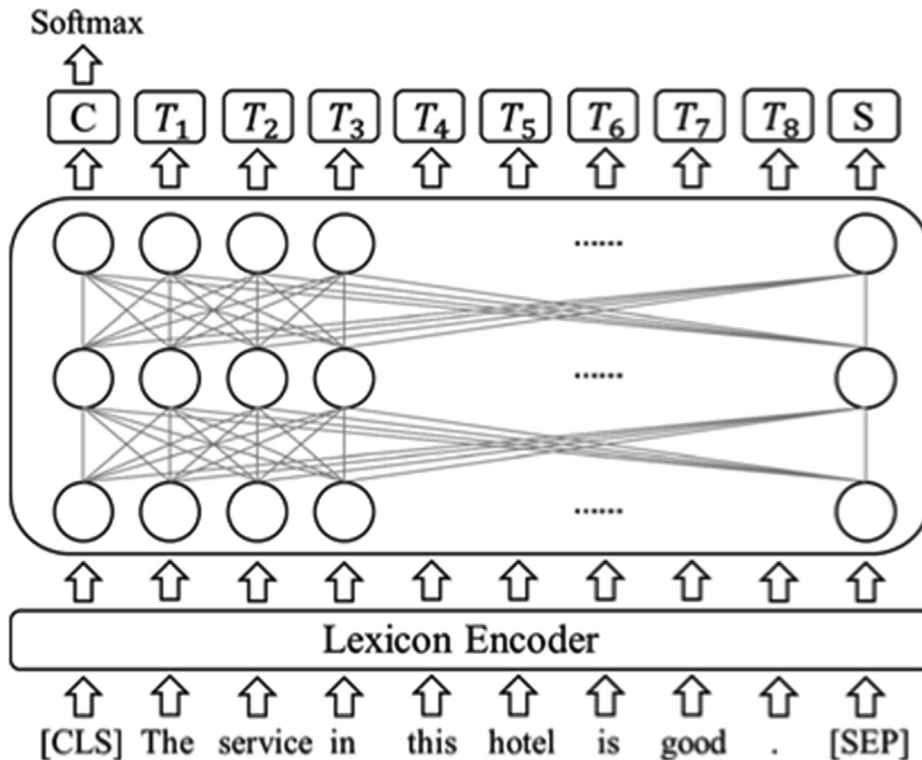 Softmax
C T₁ T₂ T₃ T₄ T₅ T₆ T₇ T₈ S
......
......
......
Lexicon Encoder
[CLS] The service in this hotel is good . [SEP]